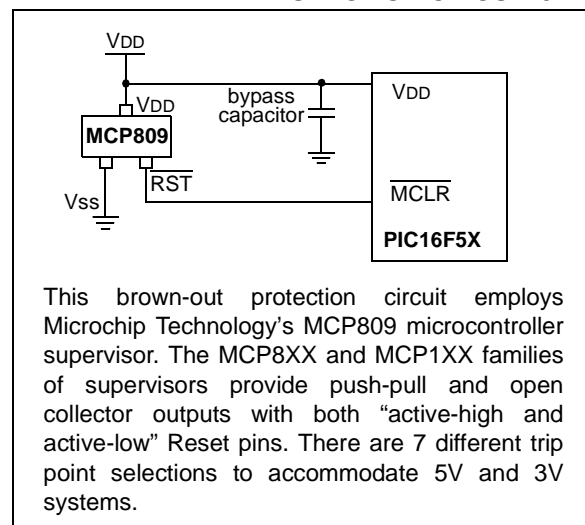 VDD
VDD
bypass
capacitor
VDD
MCP809
RST
Vss
MCLR
PIC16F5X
This brown-out protection circuit employs
Microchip Technology's MCP809 microcontroller
supervisor. The MCP8XX and MCP1XX families
of supervisors provide push-pull and open
collector outputs with both “active-high and
active-low” Reset pins. There are 7 different trip
point selections to accommodate 5V and 3V
systems.